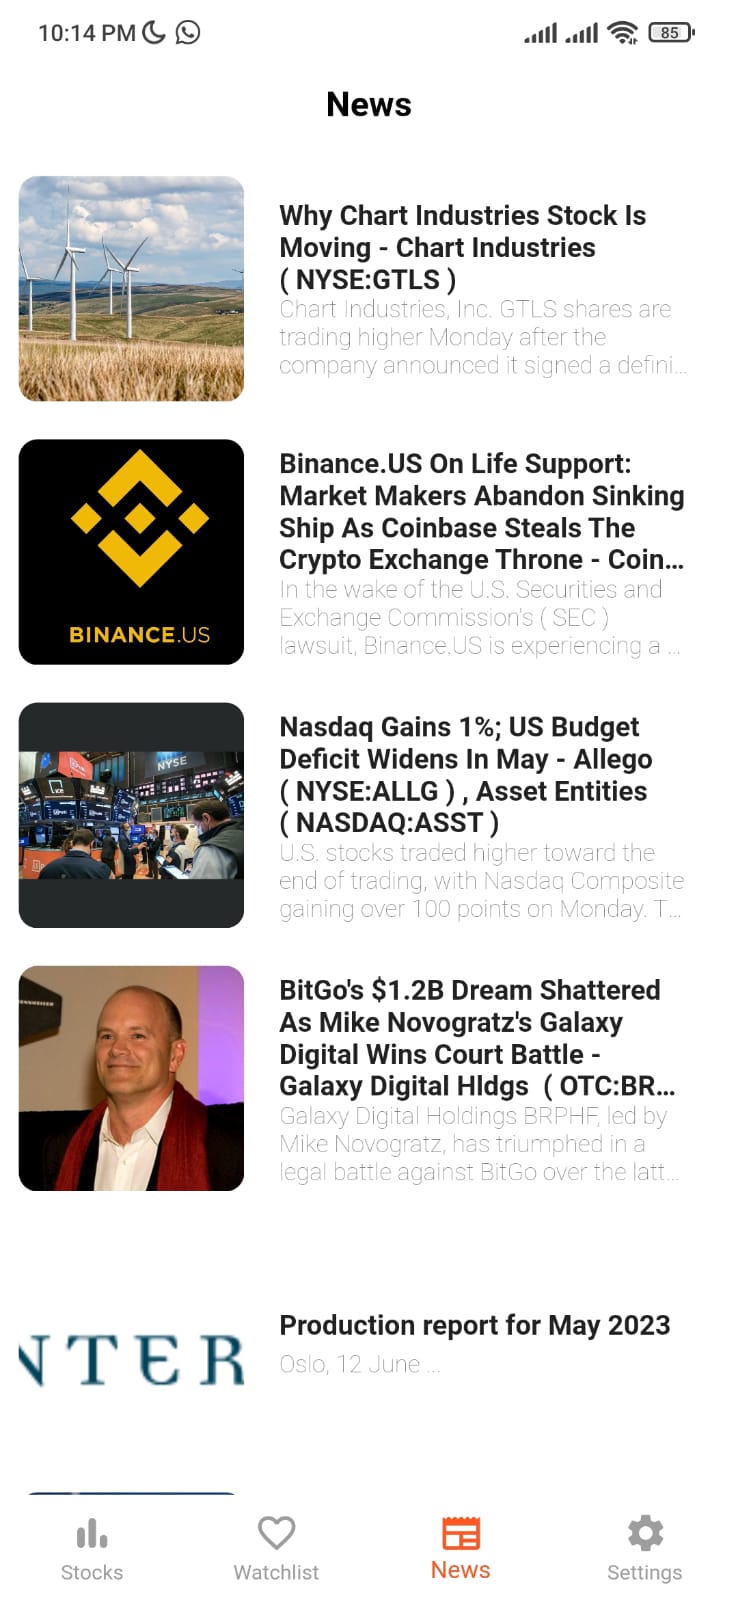 10:14 PM
85
News
Why Chart Industries Stock Is
Moving - Chart Industries
( NYSE:GTLS )
Chart Industries, Inc. GTLS shares are
trading higher Monday after the
company announced it signed a defini...
BINANCE.US
Binance.US On Life Support:
Market Makers Abandon Sinking
Ship As Coinbase Steals The
Crypto Exchange Throne - Coin...
In the wake of the U.S. Securities and
Exchange Commission's ( SEC )
lawsuit, Binance.US is experiencing a ...
NYSE
Nasdaq Gains 1%; US Budget
Deficit Widens In May - Allego
( NYSE:ALLG ) , Asset Entities
( NASDAQ:ASST )
U.S. stocks traded higher toward the
end of trading, with Nasdaq Composite
gaining over 100 points on Monday. T...
BitGo's $1.2B Dream Shattered
As Mike Novogratz's Galaxy
Digital Wins Court Battle -
Galaxy Digital Hldgs  ( OTC:BR...
Galaxy Digital Holdings BRPHF, led by
Mike Novogratz, has triumphed in a
legal battle against BitGo over the latt...
NTER
Production report for May 2023
Oslo, 12 June ...
Stocks
Watchlist
News
Settings